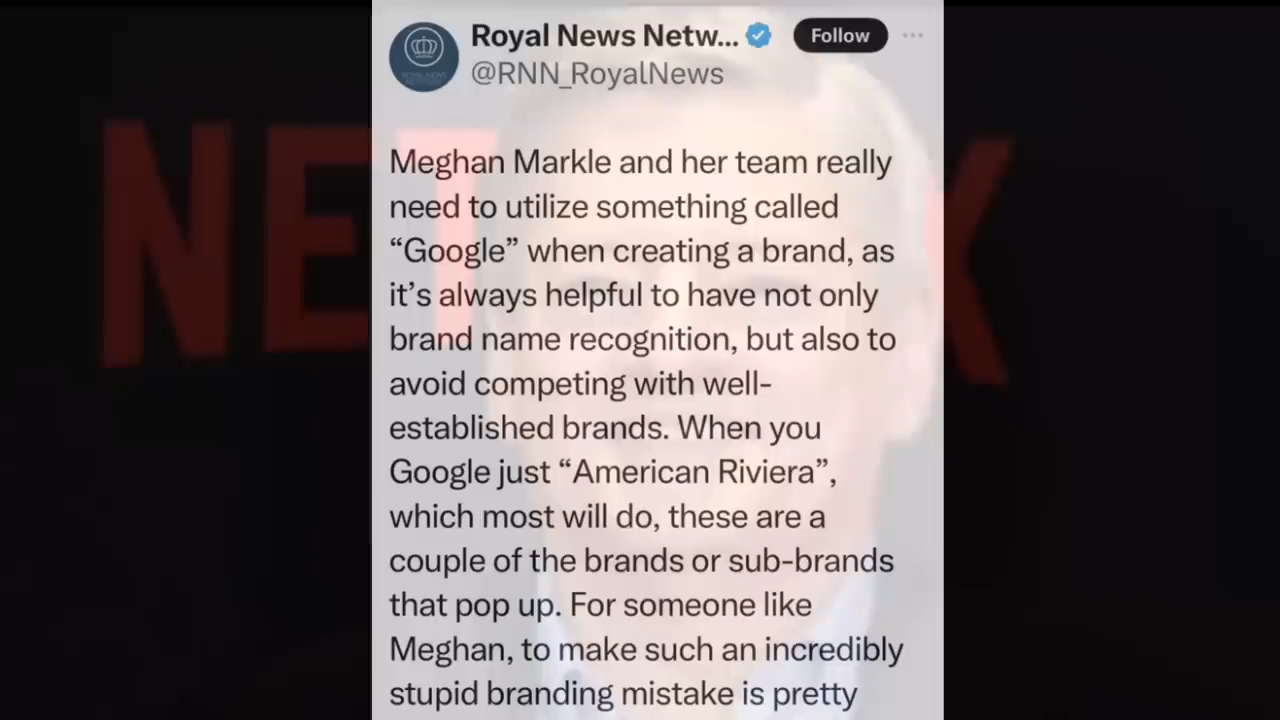 Royal News Netw...
Follow
@RNN_RoyalNews
Meghan Markle and her team really
need to utilize something called
“Google” when creating a brand, as
it’s always helpful to have not only
brand name recognition, but also to
avoid competing with well-
established brands. When you
Google just “American Riviera”,
which most will do, these are a
couple of the brands or sub-brands
that pop up. For someone like
Meghan, to make such an incredibly
stupid branding mistake is pretty